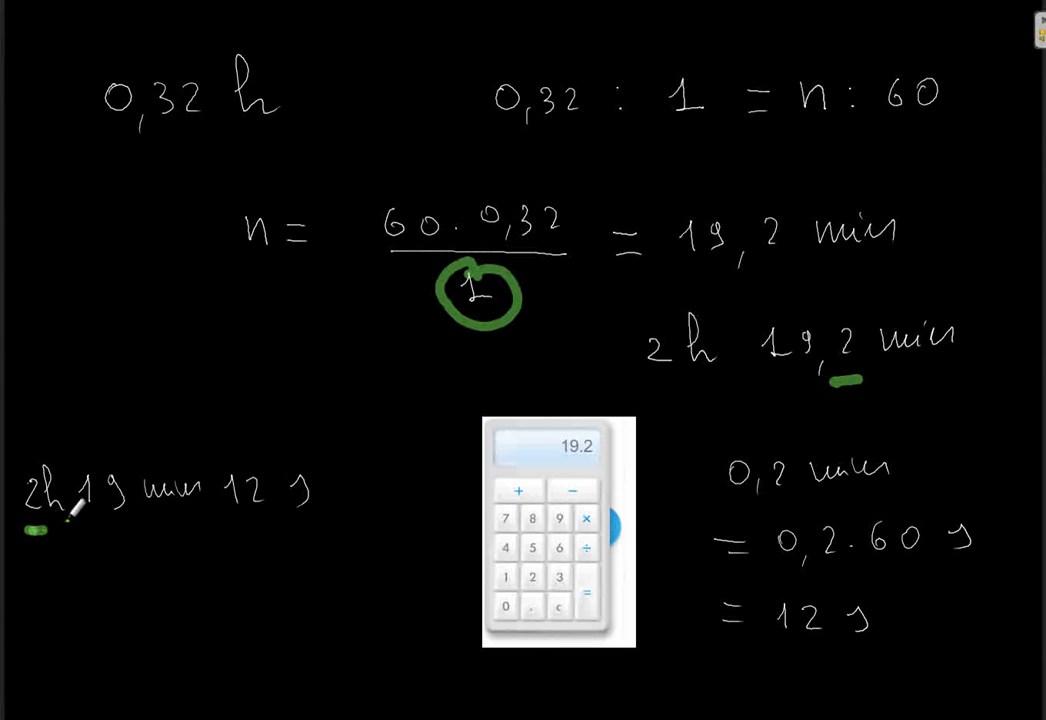 0,32 h
0,32 : 1 = n : 60
n = 60 . 0,32 / 1 = 19,2 min
2 h 19,2 min
19.2
+ −
7 8 9 ×
4 5 6 ÷
1 2 3
0 . c =
2h 19 min 12 s
0,2 min
= 0,2 . 60 s
= 12 s